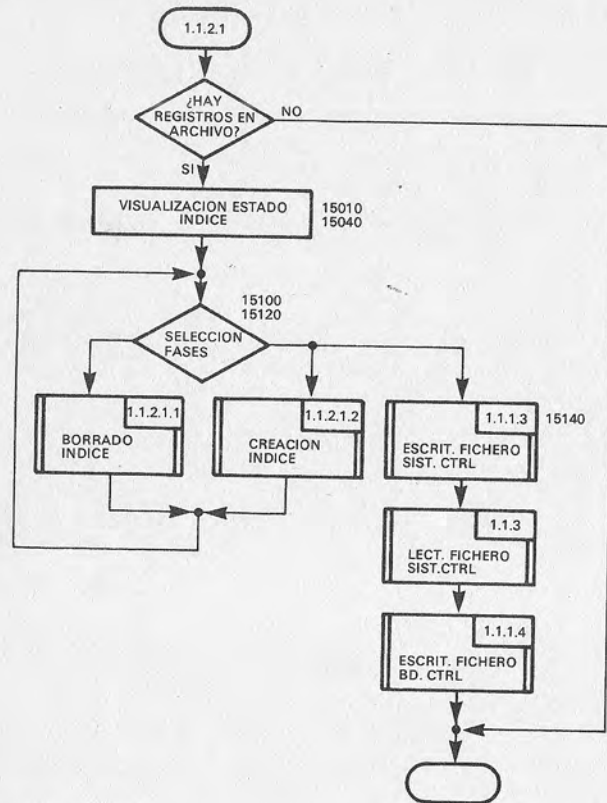 1.1.2.1
¿HAY
REGISTROS EN
ARCHIVO?
NO
SI
VISUALIZACION ESTADO
INDICE
15010
15040
15100
15120
SELECCION
FASES
1.1.2.1.1
BORRADO
INDICE
1.1.2.1.2
CREACION
INDICE
1.1.1.3
15140
ESCRIT. FICHERO
SIST. CTRL
1.1.3
LECT. FICHERO
SIST.CTRL
1.1.1.4
ESCRIT. FICHERO
BD. CTRL